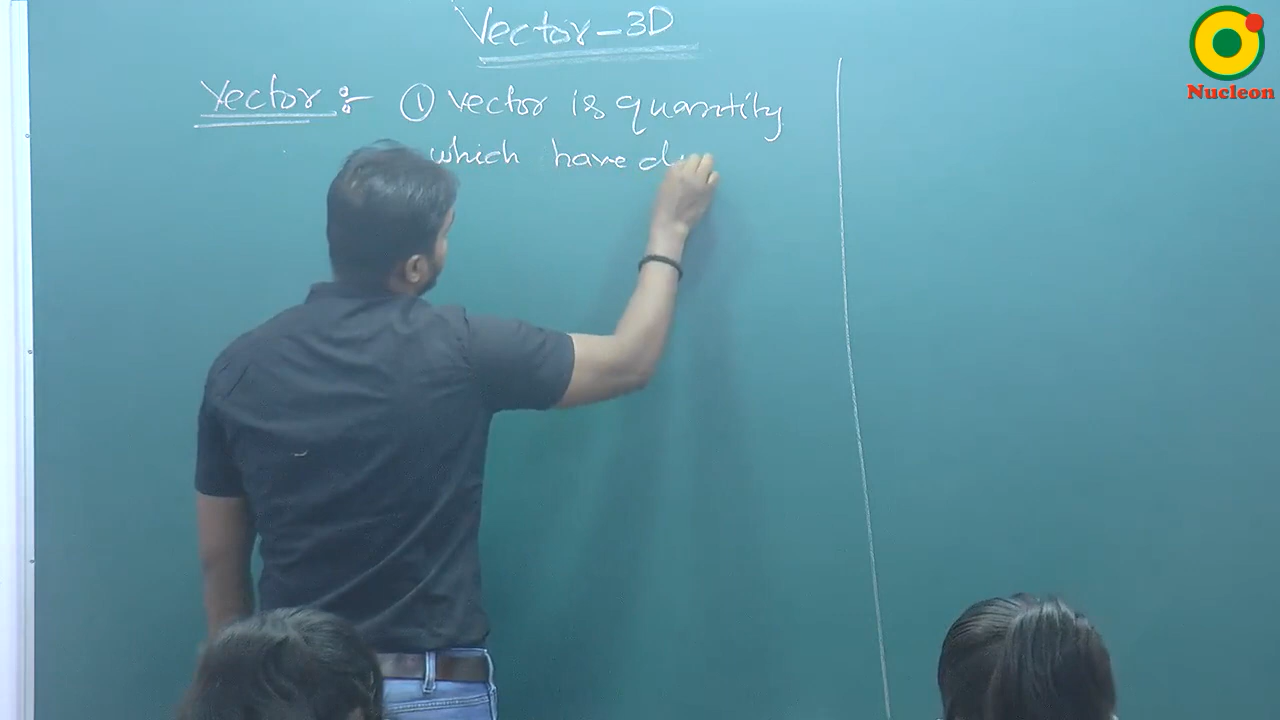 Vector-3D
Vector :- ① Vector is quantity
which have
Nucleon